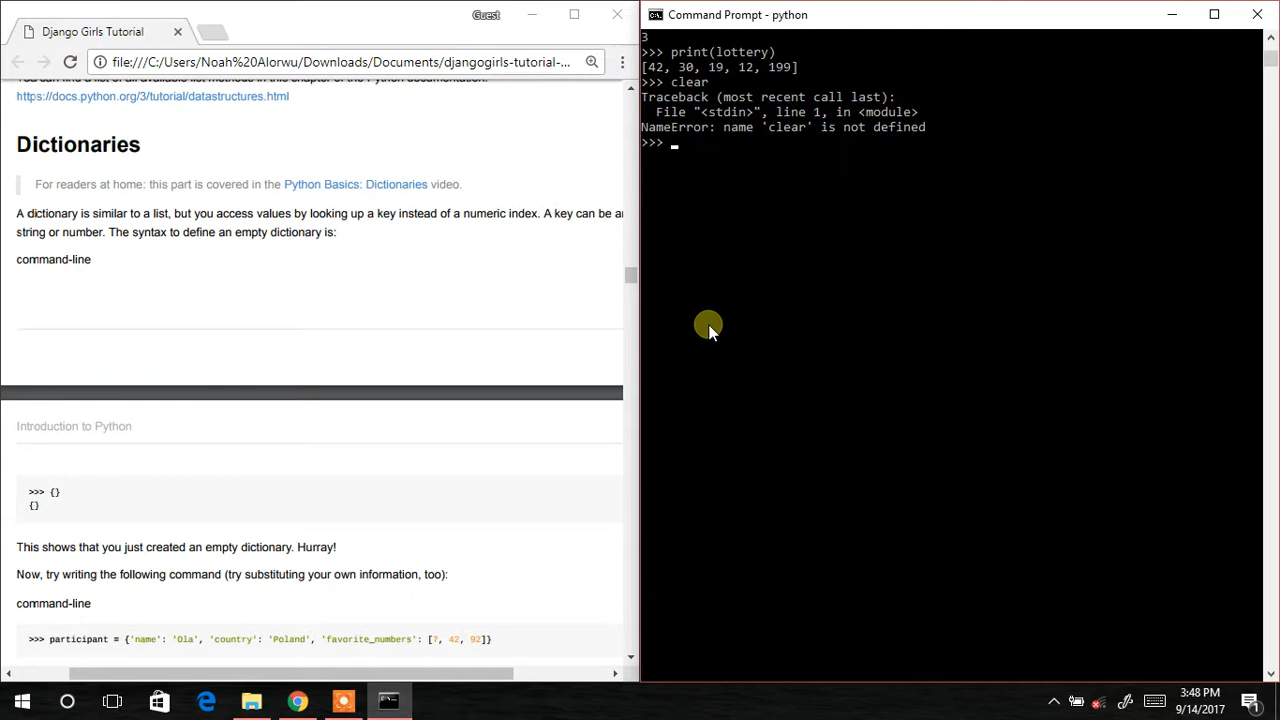 Guest
Django Girls Tutorial
file:///C:/Users/Noah%20Alorwu/Downloads/Documents/djangogirls-tutorial-...
https://docs.python.org/3/tutorial/datastructures.html
Dictionaries
For readers at home: this part is covered in the Python Basics: Dictionaries video.
A dictionary is similar to a list, but you access values by looking up a key instead of a numeric index. A key can be
string or number. The syntax to define an empty dictionary is:
command-line
Introduction to Python
>>> {}
{}
This shows that you just created an empty dictionary. Hurray!
Now, try writing the following command (try substituting your own information, too):
command-line
>>> participant = {'name': 'Ola', 'country': 'Poland', 'favorite_numbers': [7, 42, 92]}
Command Prompt - python
3
>>> print(lottery)
[42, 30, 19, 12, 199]
>>> clear
Traceback (most recent call last):
File "<stdin>", line 1, in <module>
NameError: name 'clear' is not defined
>>>
3:48 PM
9/14/2017
1